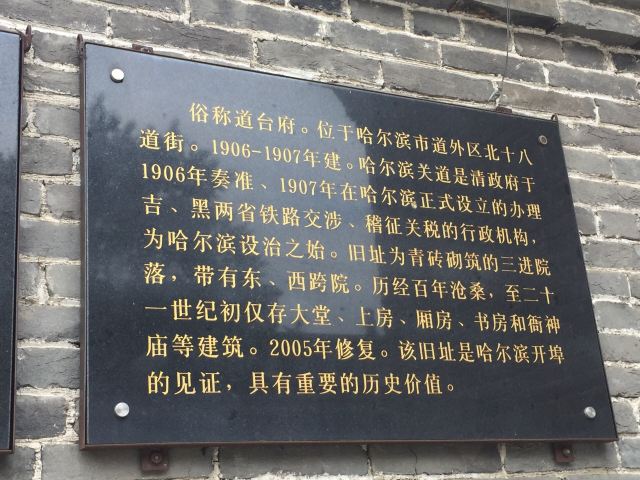 俗称道台府。位于哈尔滨市道外区北十八
道街。1906-1907年建。哈尔滨关道是清政府于
1906年奏准、1907年在哈尔滨正式设立的办理
吉、黑两省铁路交涉、稽征关税的行政机构，
为哈尔滨设治之始。旧址为青砖砌筑的三进院
落，带有东、西跨院。历经百年沧桑，至二十
一世纪初仅存大堂、上房、厢房、书房和衙神
庙等建筑。2005年修复。该旧址是哈尔滨开埠
的见证，具有重要的历史价值。